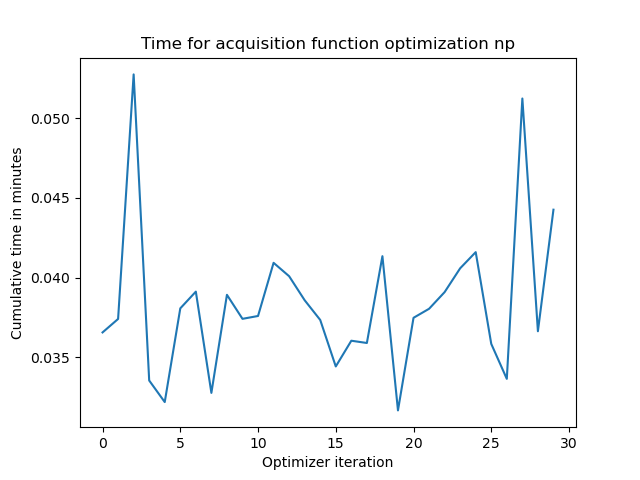 Time for acquisition function optimization np
Cumulative time in minutes
0.050
0.045
0.040
0.035
0 5 10 15 20 25 30
Optimizer iteration